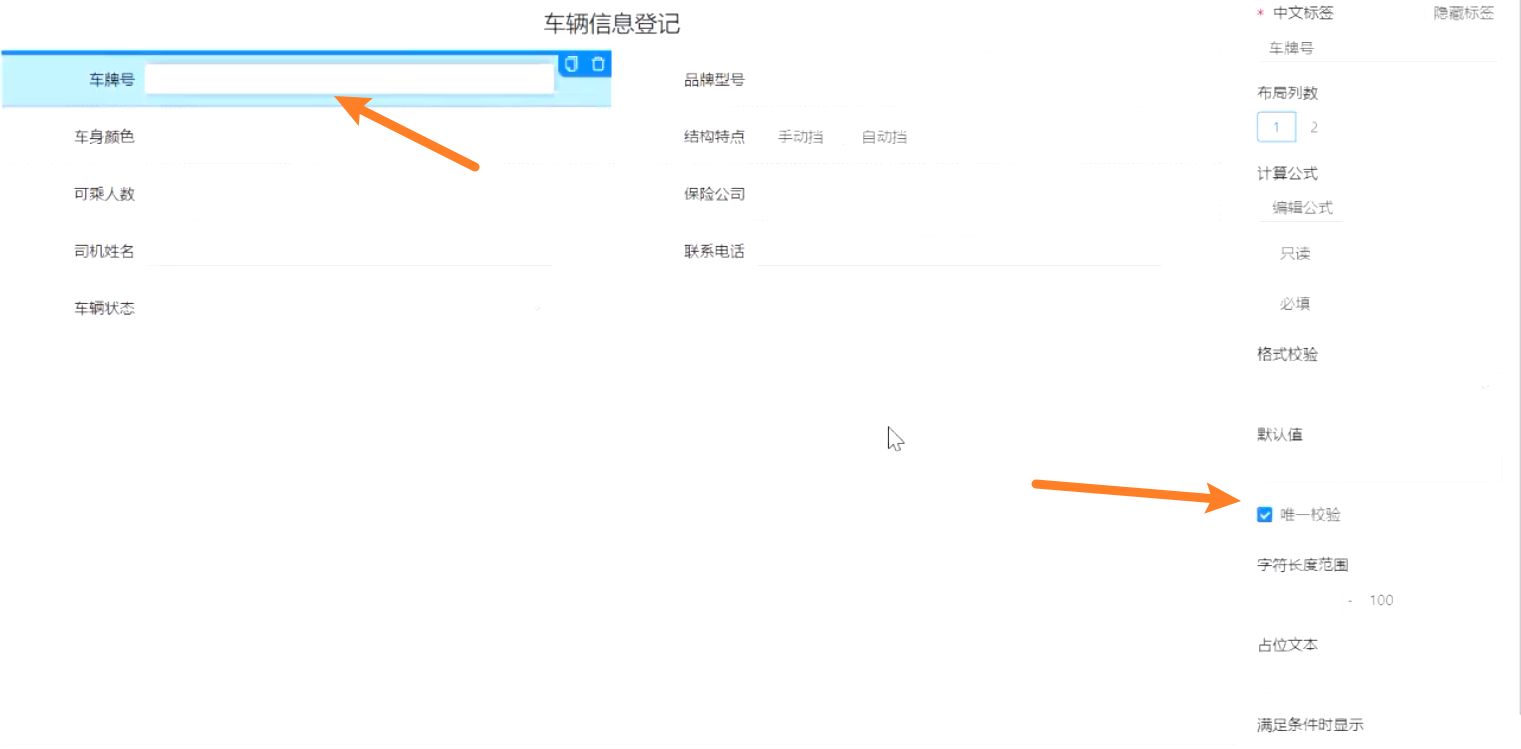 车辆信息登记
车牌号
品牌型号
车身颜色
结构特点 手动挡 自动挡
可乘人数
保险公司
司机姓名
联系电话
车辆状态
* 中文标签 隐藏标签
车牌号
布局列数
1 2
计算公式
编辑公式
只读
必填
格式校验
默认值
唯一校验
字符长度范围
- 100
占位文本
满足条件时显示